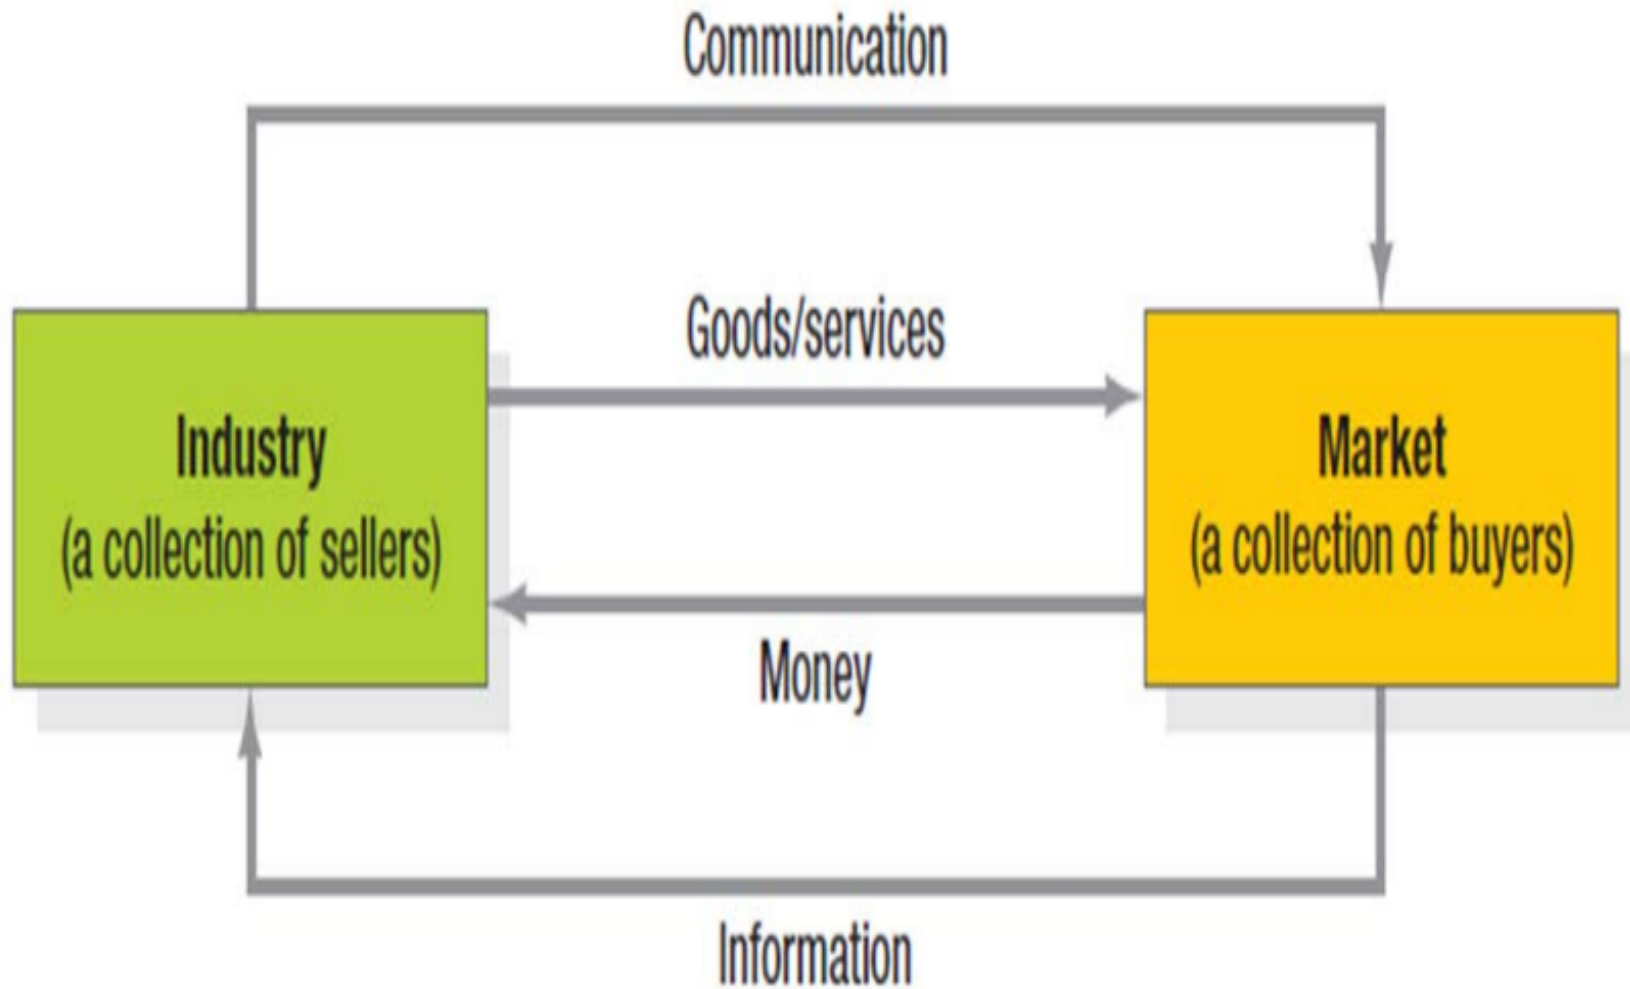 Communication
Goods/services
Industry
(a collection of sellers)
Market
(a collection of buyers)
Money
Information